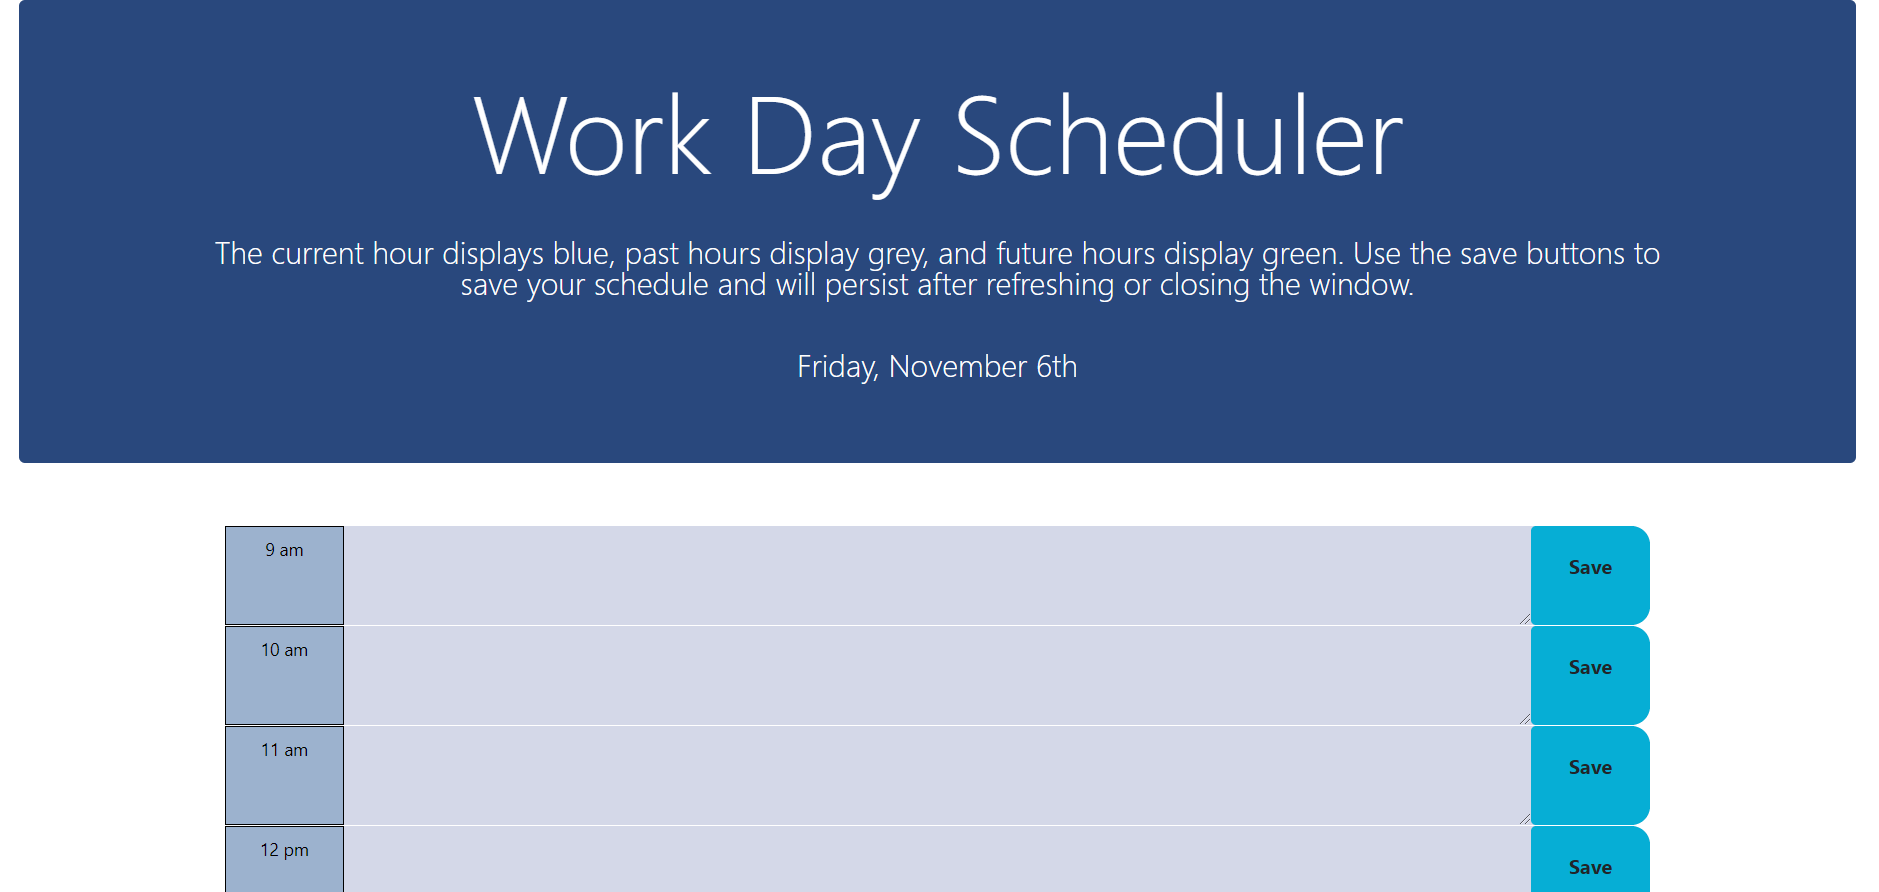 Work Day Scheduler
The current hour displays blue, past hours display grey, and future hours display green. Use the save buttons to
save your schedule and will persist after refreshing or closing the window.
Friday, November 6th
9 am
Save
10 am
Save
11 am
Save
12 pm
Save